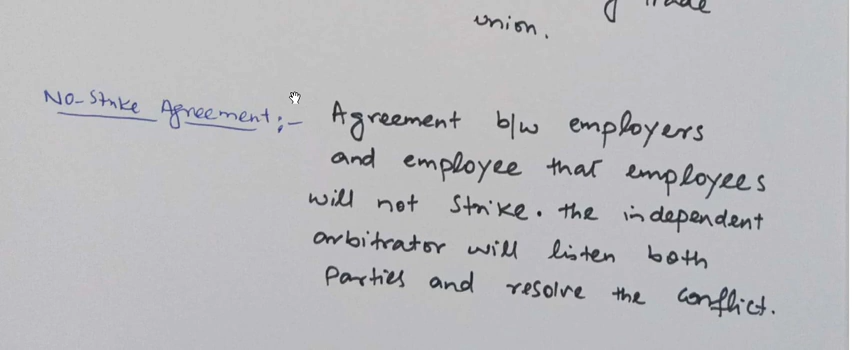 trade
union.
No-Strike Agreement:- Agreement b/w employers
and employee that employees
will not strike. the independent
arbitrator will listen both
Parties and resolve the conflict.